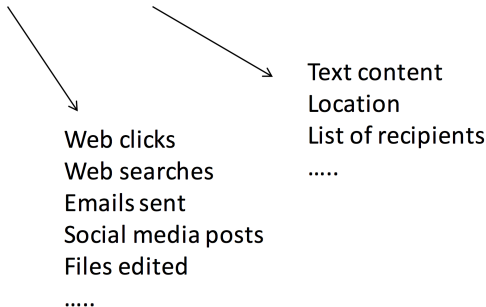 Text content
Location
List of recipients
.....
Web clicks
Web searches
Emails sent
Social media posts
Files edited
.....